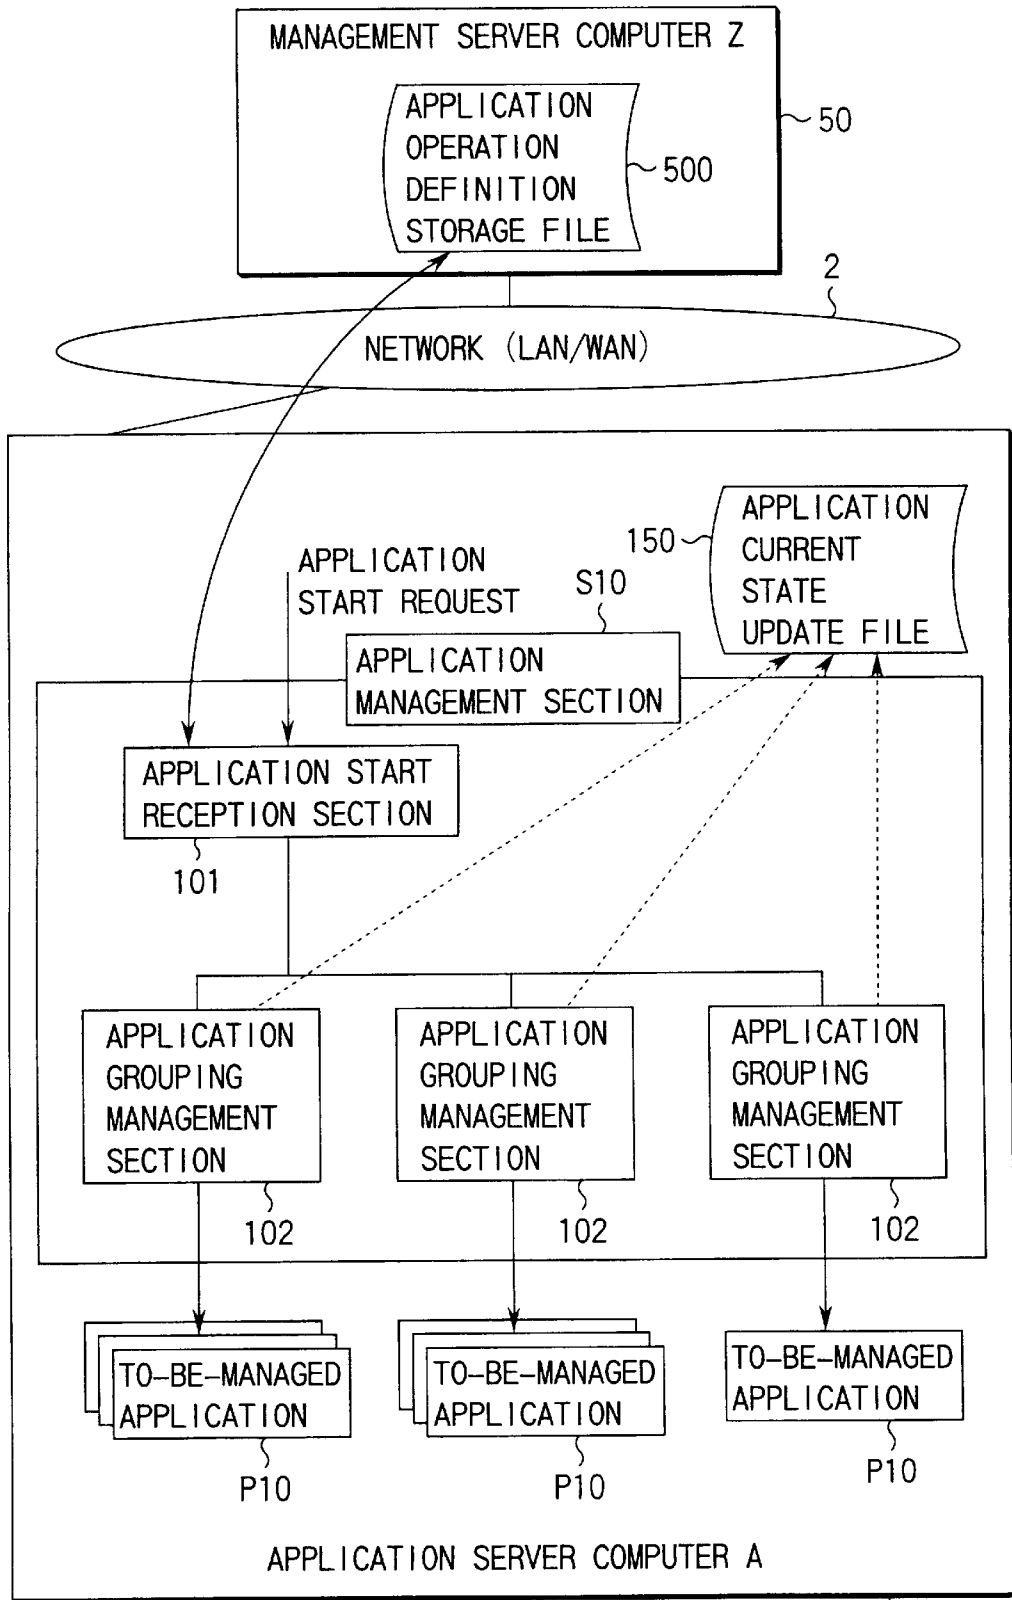 MANAGEMENT SERVER COMPUTER Z
APPLICATION
OPERATION
DEFINITION
STORAGE FILE
50
500
2
NETWORK (LAN/WAN)
APPLICATION
CURRENT
STATE
UPDATE FILE
150
APPLICATION
START REQUEST
S10
APPLICATION
MANAGEMENT SECTION
APPLICATION START
RECEPTION SECTION
101
APPLICATION
GROUPING
MANAGEMENT
SECTION
102
APPLICATION
GROUPING
MANAGEMENT
SECTION
102
APPLICATION
GROUPING
MANAGEMENT
SECTION
102
TO-BE-MANAGED
APPLICATION
P10
TO-BE-MANAGED
APPLICATION
P10
TO-BE-MANAGED
APPLICATION
P10
APPLICATION SERVER COMPUTER A